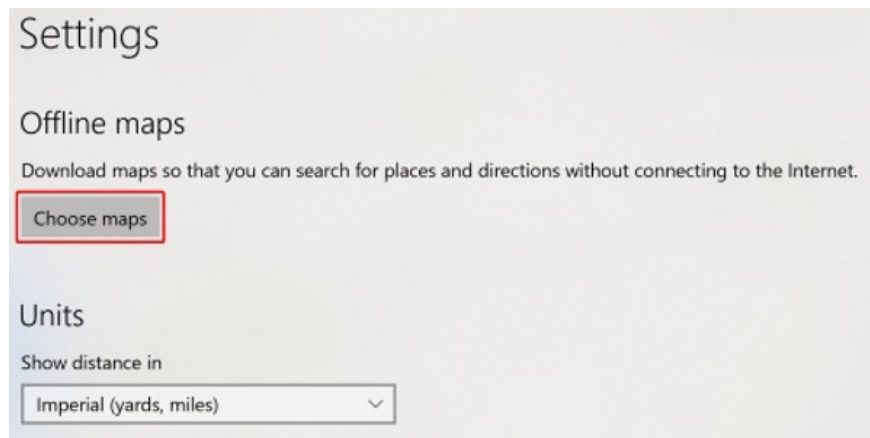 Settings
Offline maps
Download maps so that you can search for places and directions without connecting to the Internet.
Choose maps
Units
Show distance in
Imperial (yards, miles)